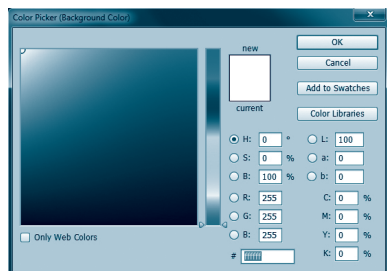 Color Picker (Background Color)
x
new
current
OK
Cancel
Add to Swatches
Color Libraries
H: 0 °
L: 100
S: 0 %
a: 0
B: 100 %
b: 0
R: 255
C: 0 %
G: 255
M: 0 %
B: 255
Y: 0 %
#
K: 0 %
Only Web Colors